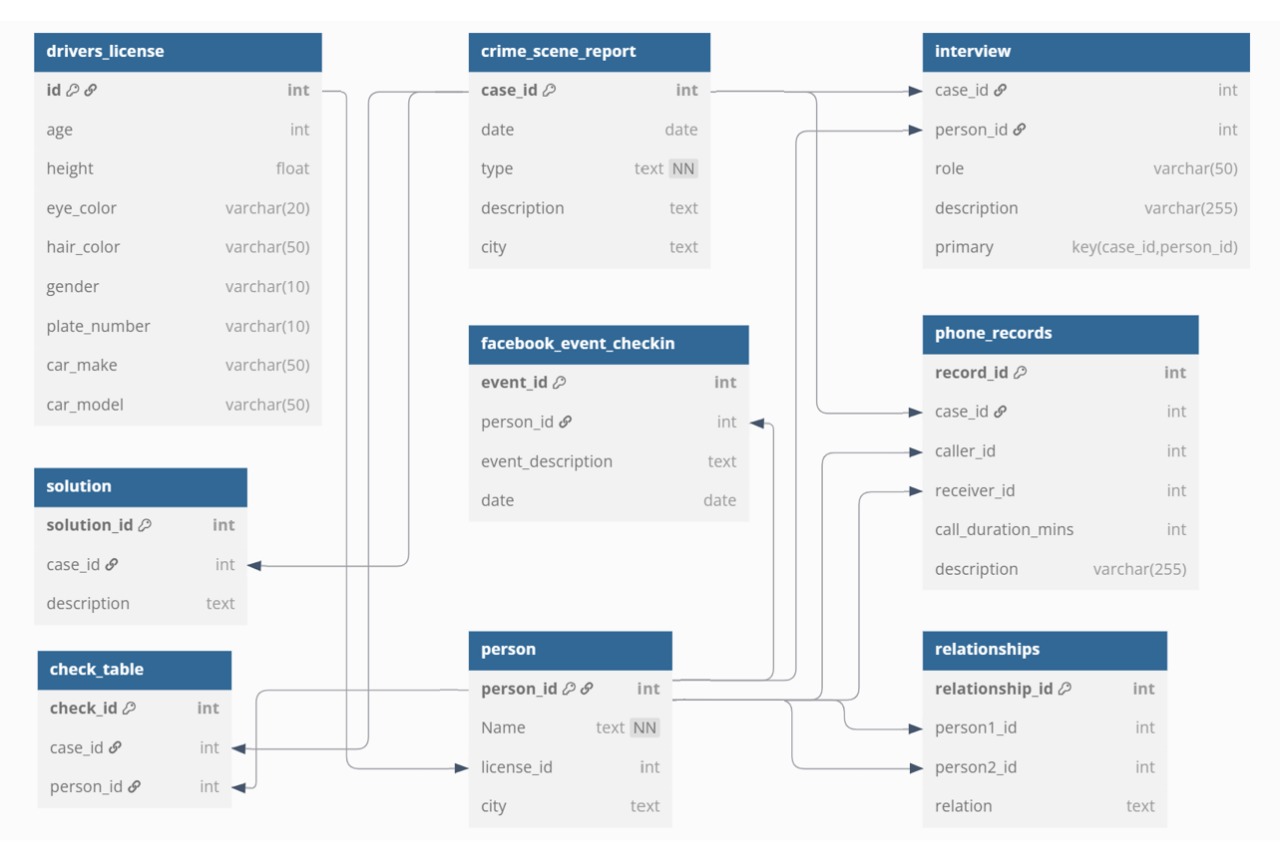 drivers_license
id int
age int
height float
eye_color varchar(20)
hair_color varchar(50)
gender varchar(10)
plate_number varchar(10)
car_make varchar(50)
car_model varchar(50)
solution
solution_id int
case_id int
description text
check_table
check_id int
case_id int
person_id int
crime_scene_report
case_id int
date date
type text NN
description text
city text
facebook_event_checkin
event_id int
person_id int
event_description text
date date
person
person_id int
Name text NN
license_id int
city text
interview
case_id int
person_id int
role varchar(50)
description varchar(255)
primary key(case_id,person_id)
phone_records
record_id int
case_id int
caller_id int
receiver_id int
call_duration_mins int
description varchar(255)
relationships
relationship_id int
person1_id int
person2_id int
relation text